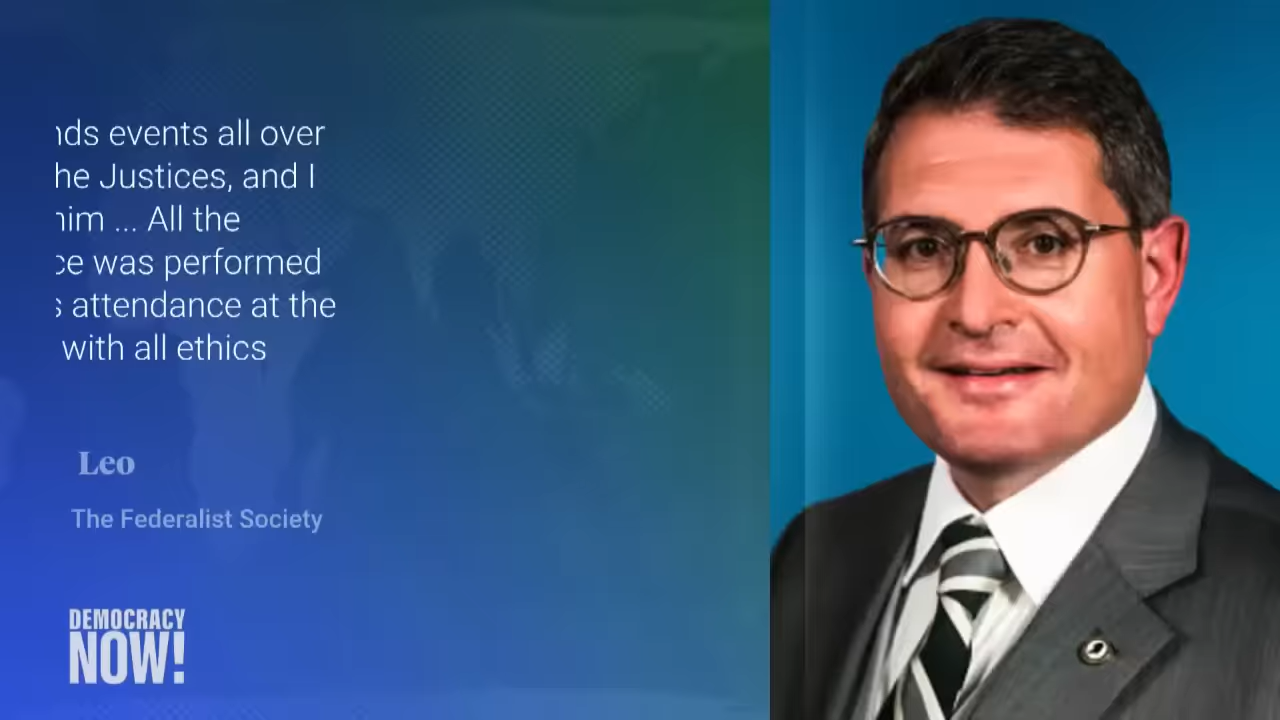 nds events all over
he Justices, and I
him ... All the
ce was performed
s attendance at the
with all ethics
Leo
The Federalist Society
DEMOCRACY
NOW!